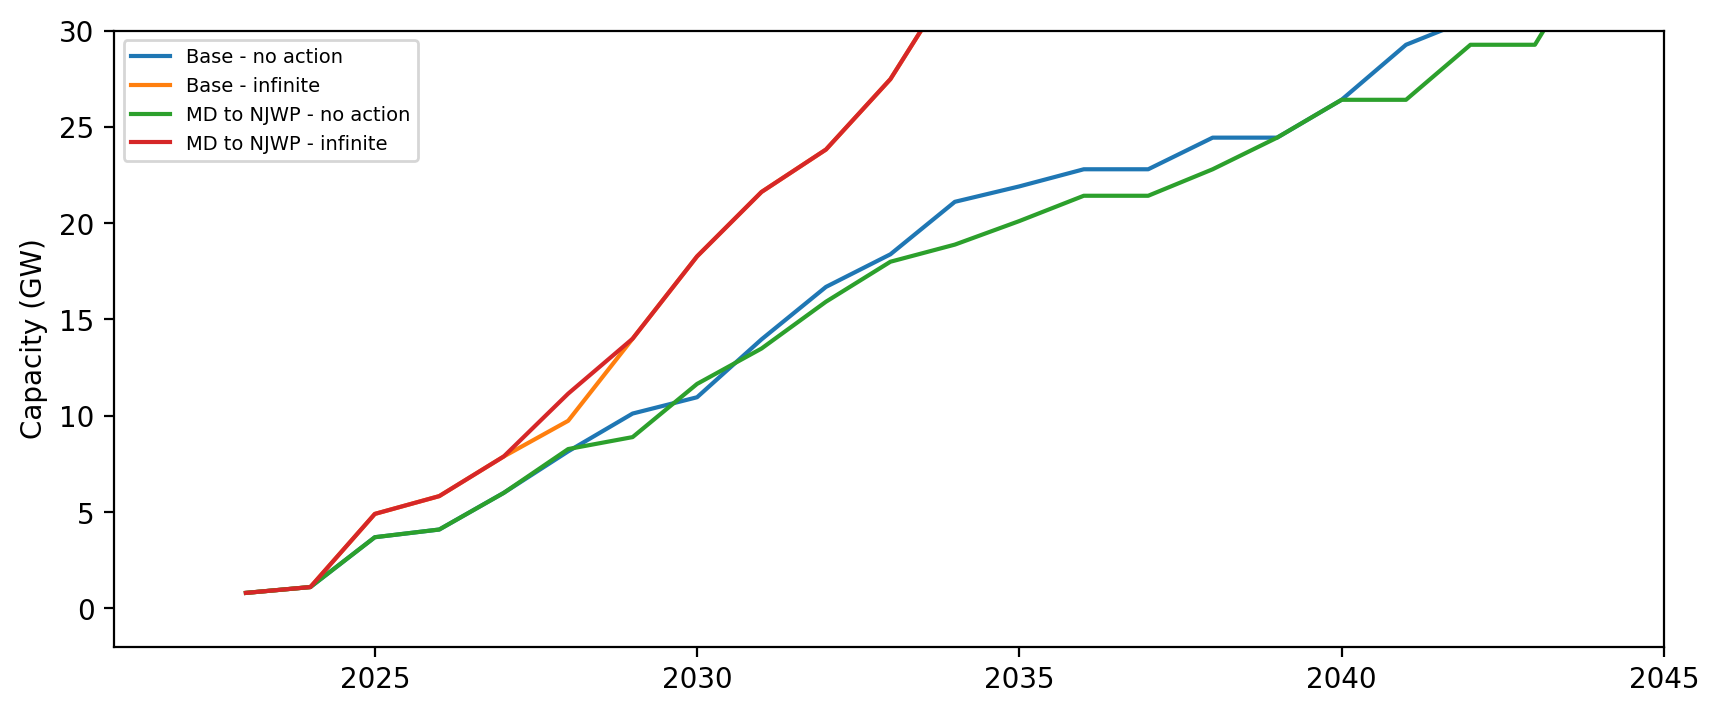 30
25
20
15
10
5
0
Capacity (GW)
Base - no action
Base - infinite
MD to NJWP - no action
MD to NJWP - infinite
2025 2030 2035 2040 2045